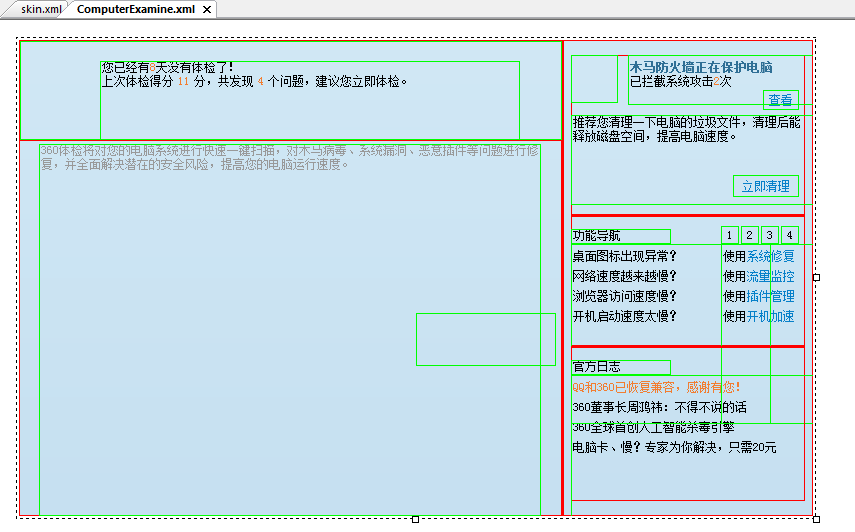 skin.xml
ComputerExamine.xml
您已经有8天没有体检了!
上次体检得分 11 分，共发现 4 个问题，建议您立即体检。
360体检将对您的电脑系统进行快速一键扫描，对木马病毒、系统漏洞、恶意插件等问题进行修
复，并全面解决潜在的安全风险，提高您的电脑运行速度。
木马防火墙正在保护电脑
已拦截系统攻击2次
查看
推荐您清理一下电脑的垃圾文件，清理后能
释放磁盘空间，提高电脑速度。
立即清理
功能导航 1 2 3 4
桌面图标出现异常? 使用系统修复
网络速度越来越慢? 使用流量监控
浏览器访问速度慢? 使用插件管理
开机启动速度太慢? 使用开机加速
官方日志
QQ和360已恢复兼容，感谢有您!
360董事长周鸿祎: 不得不说的话
360全球首创人工智能杀毒引擎
电脑卡、慢? 专家为你解决，只需20元